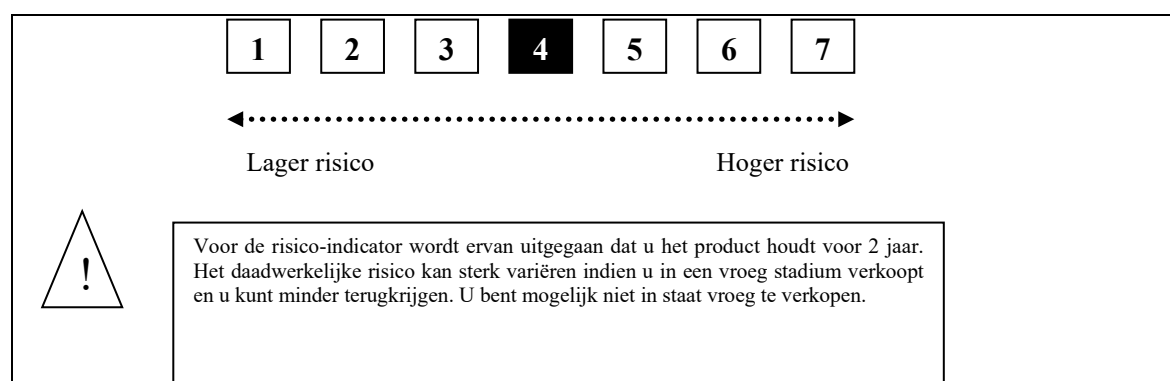 1 2 3 4 5 6 7
Lager risico Hoger risico
!
Voor de risico-indicator wordt ervan uitgegaan dat u het product houdt voor 2 jaar.
Het daadwerkelijke risico kan sterk variëren indien u in een vroeg stadium verkoopt
en u kunt minder terugkrijgen. U bent mogelijk niet in staat vroeg te verkopen.